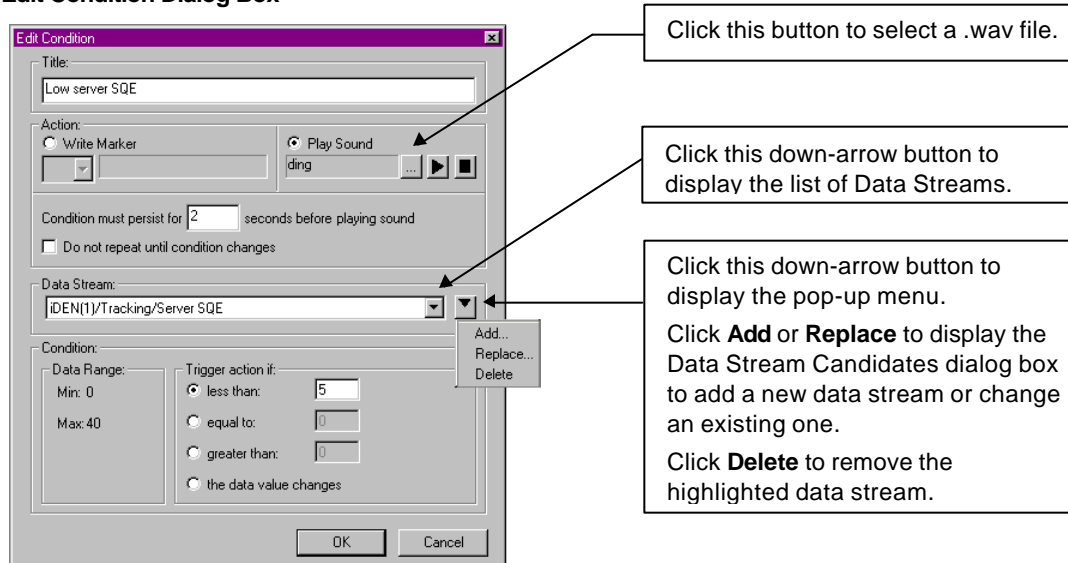 Edit Condition Dialog Box
Edit Condition
Title:
Low server SQE
Action:
Write Marker
Play Sound
ding
...
Condition must persist for 2 seconds before playing sound
Do not repeat until condition changes
Data Stream:
iDEN(1)/Tracking/Server SQE
Add...
Replace...
Delete
Condition:
Data Range:
Min: 0
Max: 40
Trigger action if:
less than: 5
equal to: 0
greater than: 0
the data value changes
OK
Cancel
Click this button to select a .wav file.
Click this down-arrow button to
display the list of Data Streams.
Click this down-arrow button to
display the pop-up menu.
Click Add or Replace to display the
Data Stream Candidates dialog box
to add a new data stream or change
an existing one.
Click Delete to remove the
highlighted data stream.